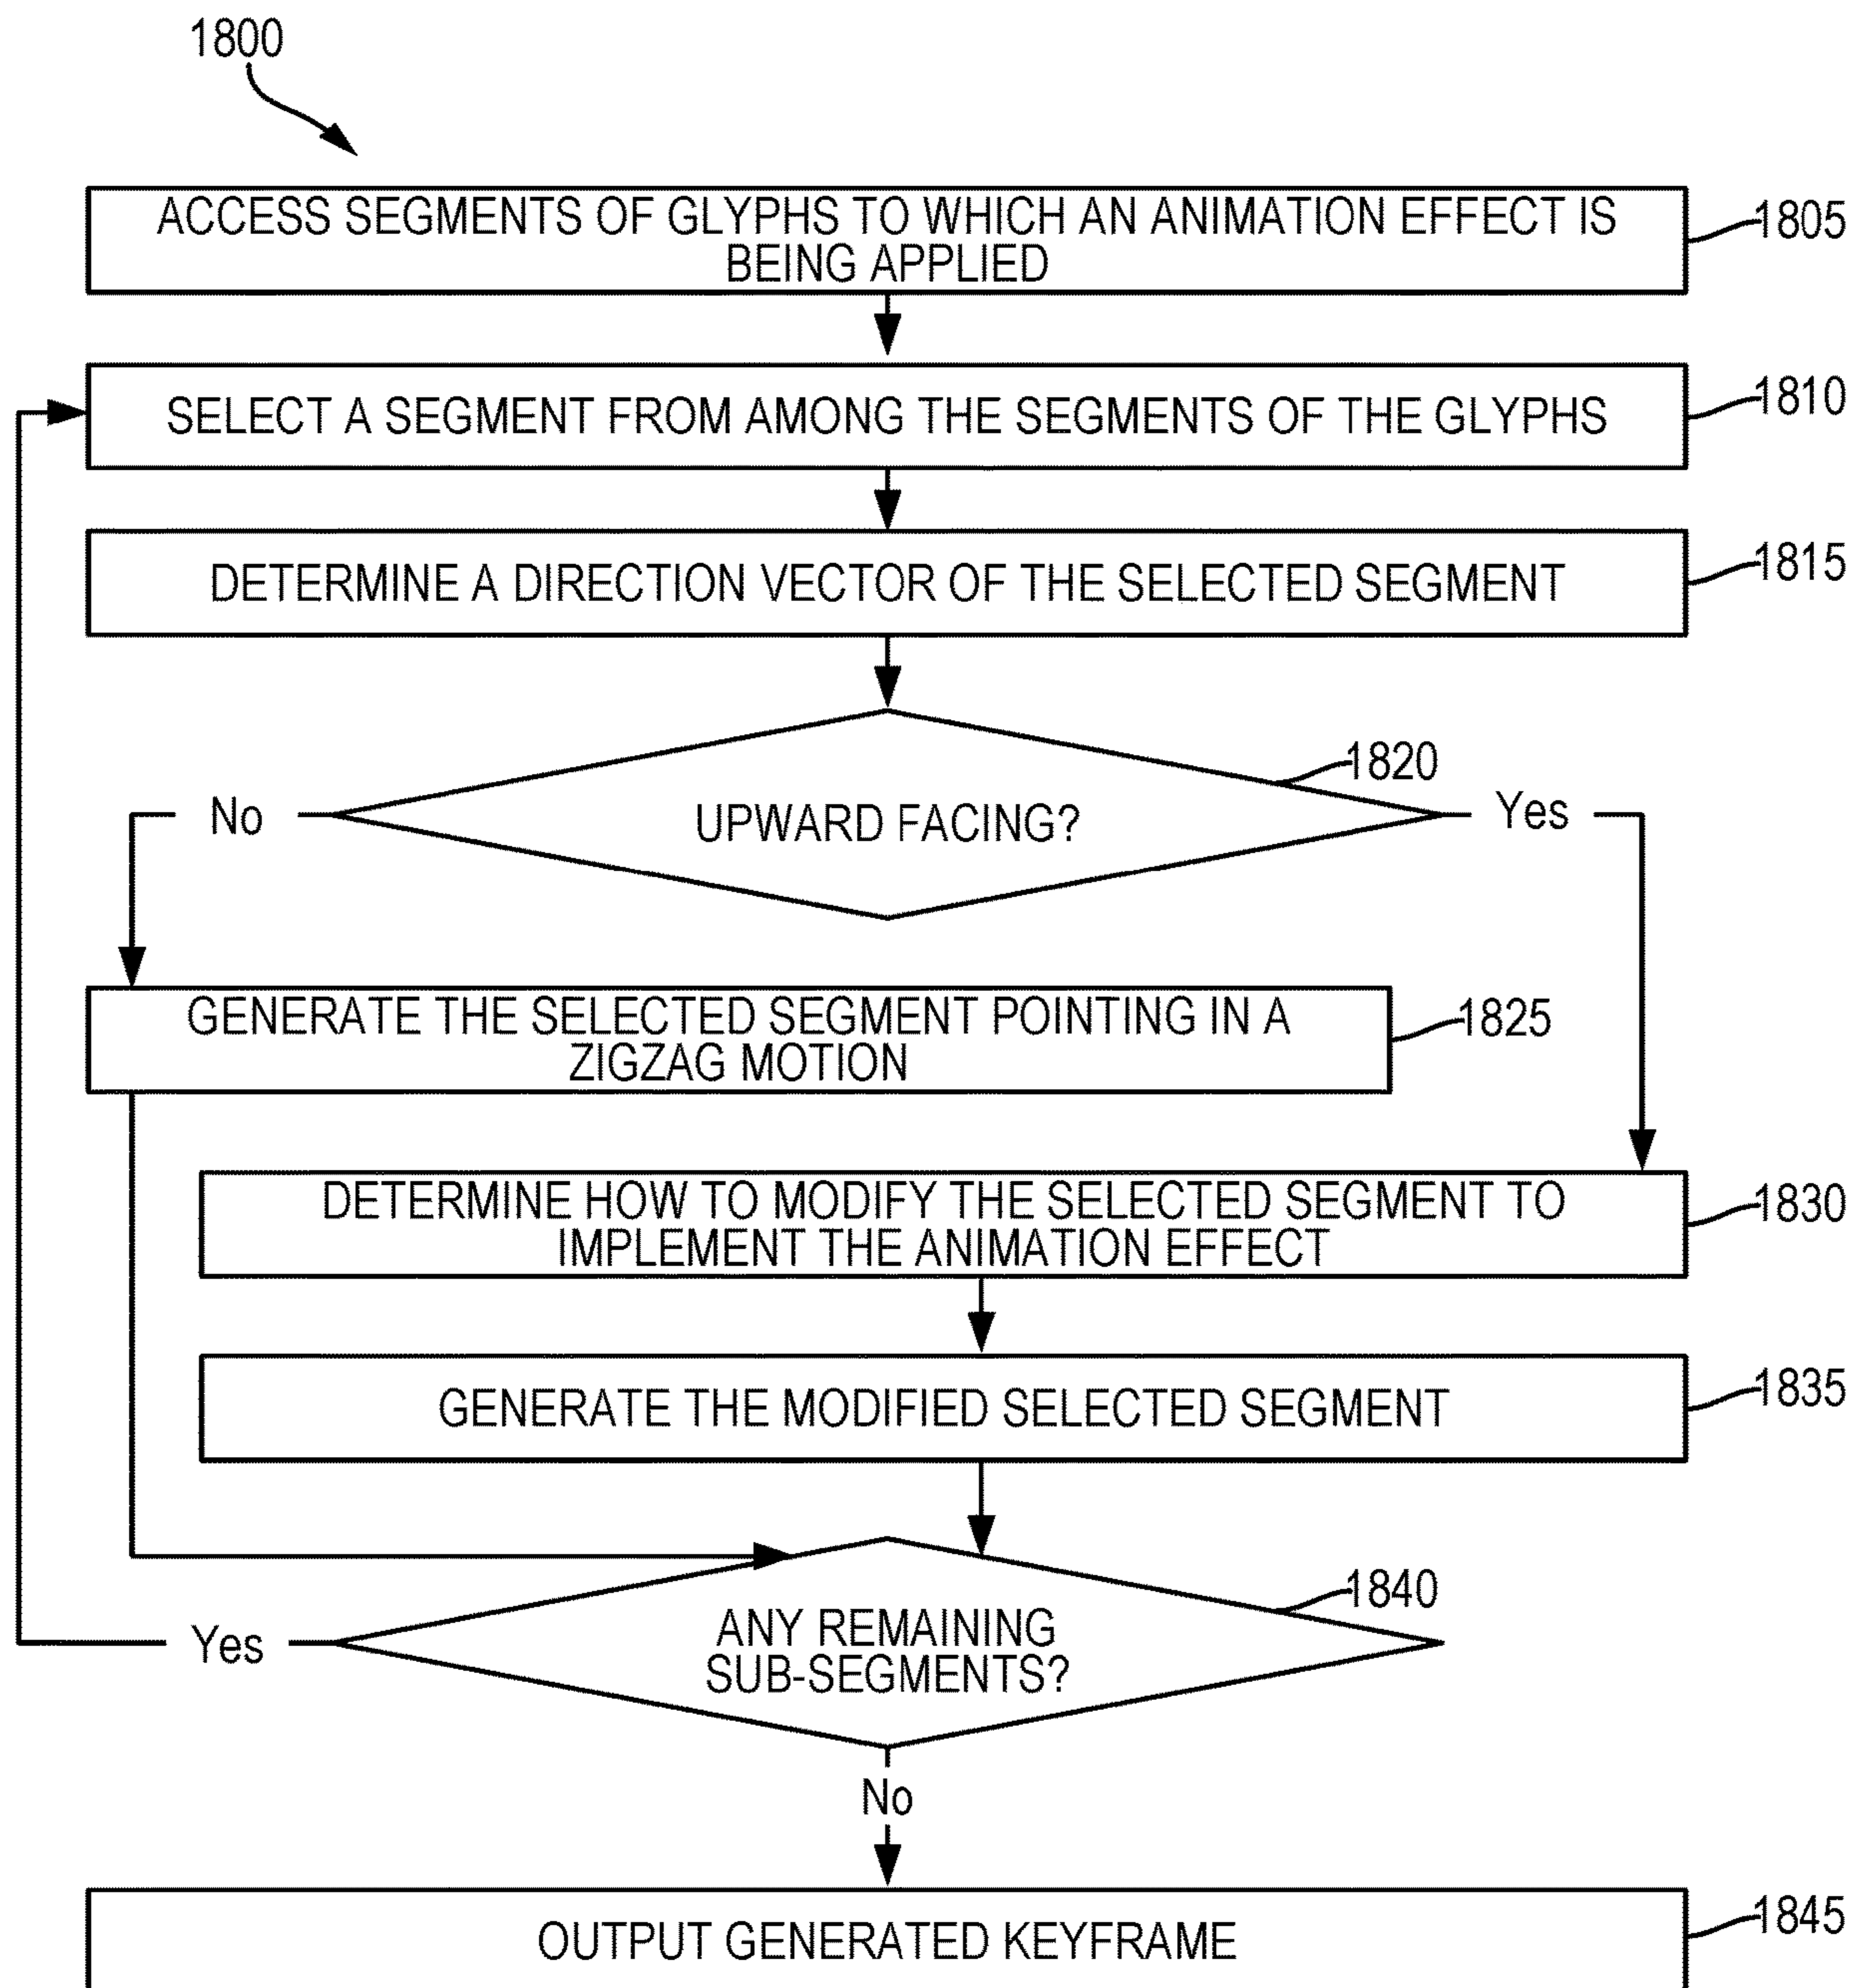 1800
ACCESS SEGMENTS OF GLYPHS TO WHICH AN ANIMATION EFFECT IS
BEING APPLIED
1805
SELECT A SEGMENT FROM AMONG THE SEGMENTS OF THE GLYPHS
1810
DETERMINE A DIRECTION VECTOR OF THE SELECTED SEGMENT
1815
1820
No
UPWARD FACING?
Yes
GENERATE THE SELECTED SEGMENT POINTING IN A
ZIGZAG MOTION
1825
DETERMINE HOW TO MODIFY THE SELECTED SEGMENT TO
IMPLEMENT THE ANIMATION EFFECT
1830
GENERATE THE MODIFIED SELECTED SEGMENT
1835
1840
Yes
ANY REMAINING
SUB-SEGMENTS?
No
OUTPUT GENERATED KEYFRAME
1845